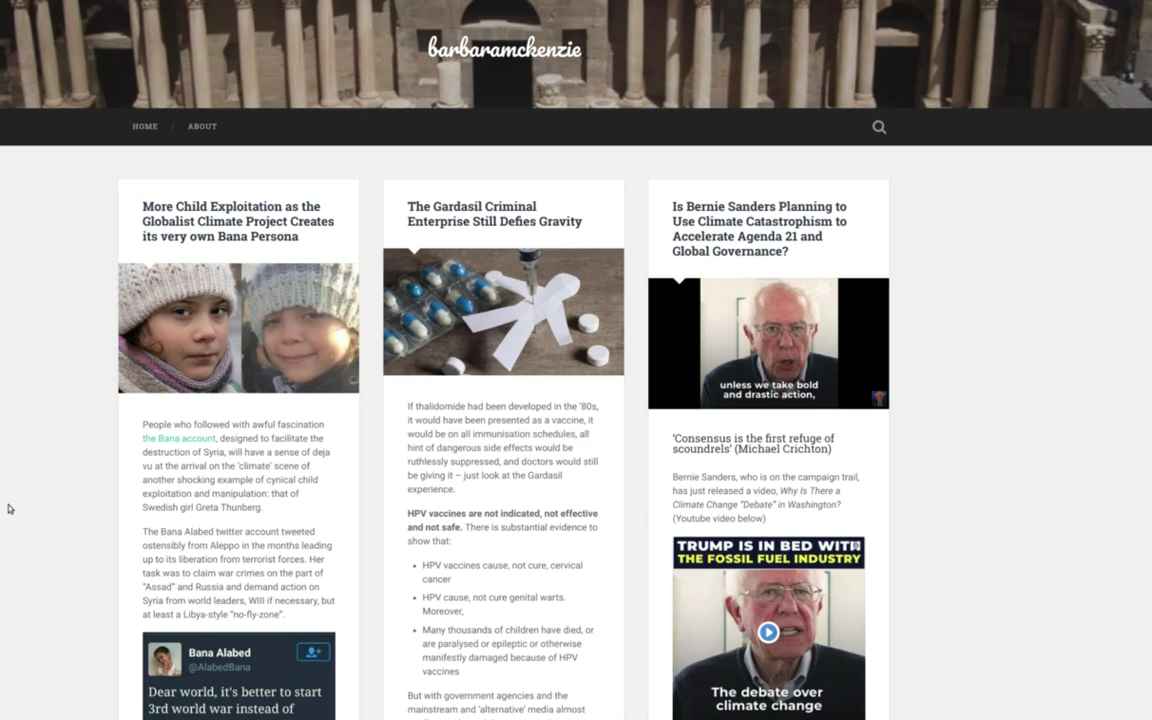 barbaramckenzie
HOME / ABOUT
More Child Exploitation as the
Globalist Climate Project Creates
its very own Bana Persona
People who followed with awful fascination
the Bana account, designed to facilitate the
destruction of Syria, will have a sense of deja
vu at the arrival on the 'climate' scene of
another shocking example of cynical child
exploitation and manipulation: that of
Swedish girl Greta Thunberg.
The Bana Alabed twitter account tweeted
ostensibly from Aleppo in the months leading
up to its liberation from terrorist forces. Her
task was to claim war crimes on the part of
"Assad" and Russia and demand action on
Syria from world leaders, WIII if necessary, but
at least a Libya-style "no-fly-zone".
Bana Alabed
@AlabedBana
Dear world, it's better to start
3rd world war instead of
The Gardasil Criminal
Enterprise Still Defies Gravity
If thalidomide had been developed in the '80s,
it would have been presented as a vaccine, it
would be on all immunisation schedules, all
hint of dangerous side effects would be
ruthlessly suppressed, and doctors would still
be giving it – just look at the Gardasil
experience.
HPV vaccines are not indicated, not effective
and not safe. There is substantial evidence to
show that:
• HPV vaccines cause, not cure, cervical
cancer
• HPV cause, not cure genital warts.
Moreover,
• Many thousands of children have died, or
are paralysed or epileptic or otherwise
manifestly damaged because of HPV
vaccines
But with government agencies and the
mainstream and 'alternative' media almost
Is Bernie Sanders Planning to
Use Climate Catastrophism to
Accelerate Agenda 21 and
Global Governance?
unless we take bold
and drastic action,
'Consensus is the first refuge of
scoundrels' (Michael Crichton)
Bernie Sanders, who is on the campaign trail,
has just released a video, Why Is There a
Climate Change "Debate" in Washington?
(Youtube video below)
TRUMP IS IN BED WITH
THE FOSSIL FUEL INDUSTRY
The debate over
climate change